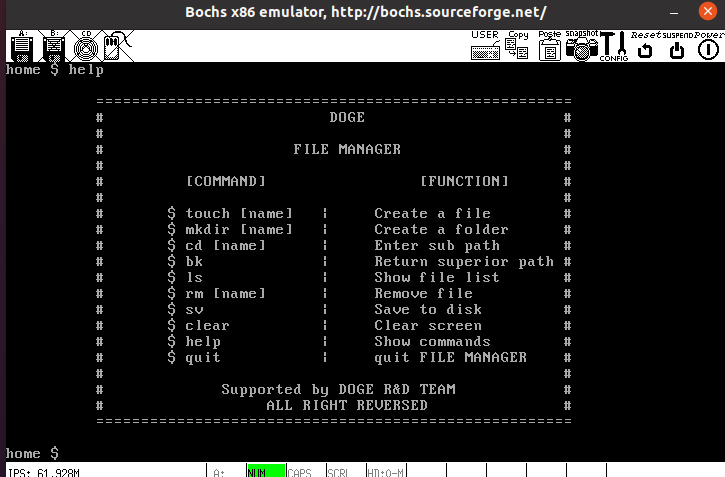 Bochs x86 emulator, http://bochs.sourceforge.net/
A: B: CD USER Copy Paste snapshot CONFIG Reset SUSPEND Power
home $ help
====================================================
# DOGE #
# #
# FILE MANAGER #
# #
# [COMMAND] [FUNCTION] #
# #
# $ touch [name] ¦ Create a file #
# $ mkdir [name] ¦ Create a folder #
# $ cd [name] ¦ Enter sub path #
# $ bk ¦ Return superior path #
# $ ls ¦ Show file list #
# $ rm [name] ¦ Remove file #
# $ sv ¦ Save to disk #
# $ clear ¦ Clear screen #
# $ help ¦ Show commands #
# $ quit ¦ quit FILE MANAGER #
# #
# Supported by DOGE R&D TEAM #
# ALL RIGHT REVERSED #
====================================================
home $
IPS: 61.928M A: NUM CAPS SCRL HD:0-M